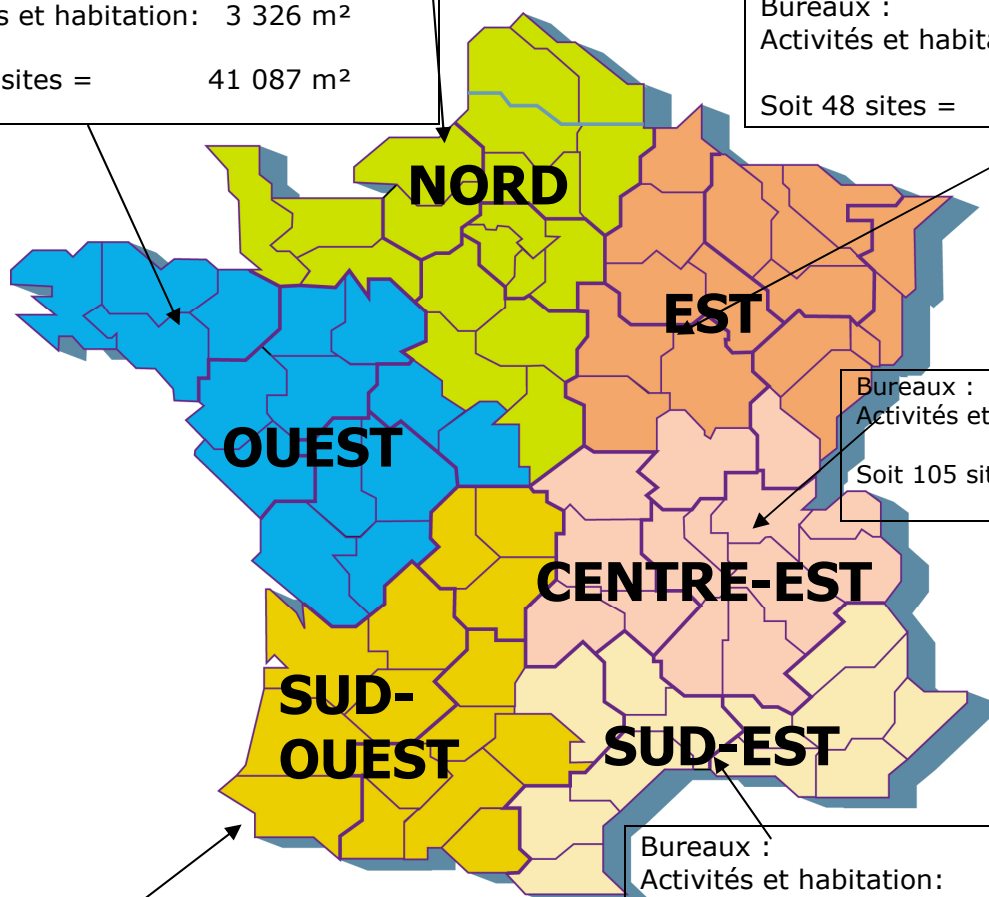 s et habitation: 3 326 m²
sites = 41 087 m²
Bureaux :
Activités et habita
Soit 48 sites =
NORD
EST
Bureaux :
Activités et
Soit 105 sit
OUEST
CENTRE-EST
SUD-
OUEST
SUD-EST
Bureaux :
Activités et habitation: